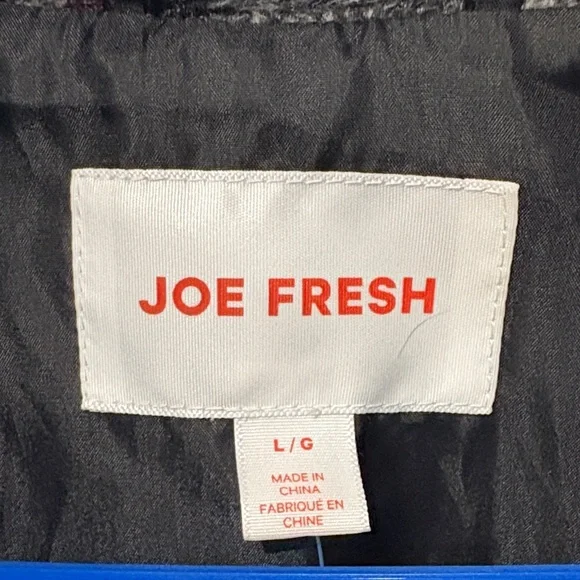 JOE FRESH
L/G
MADE IN
CHINA
FABRIQUÉ EN
CHINE